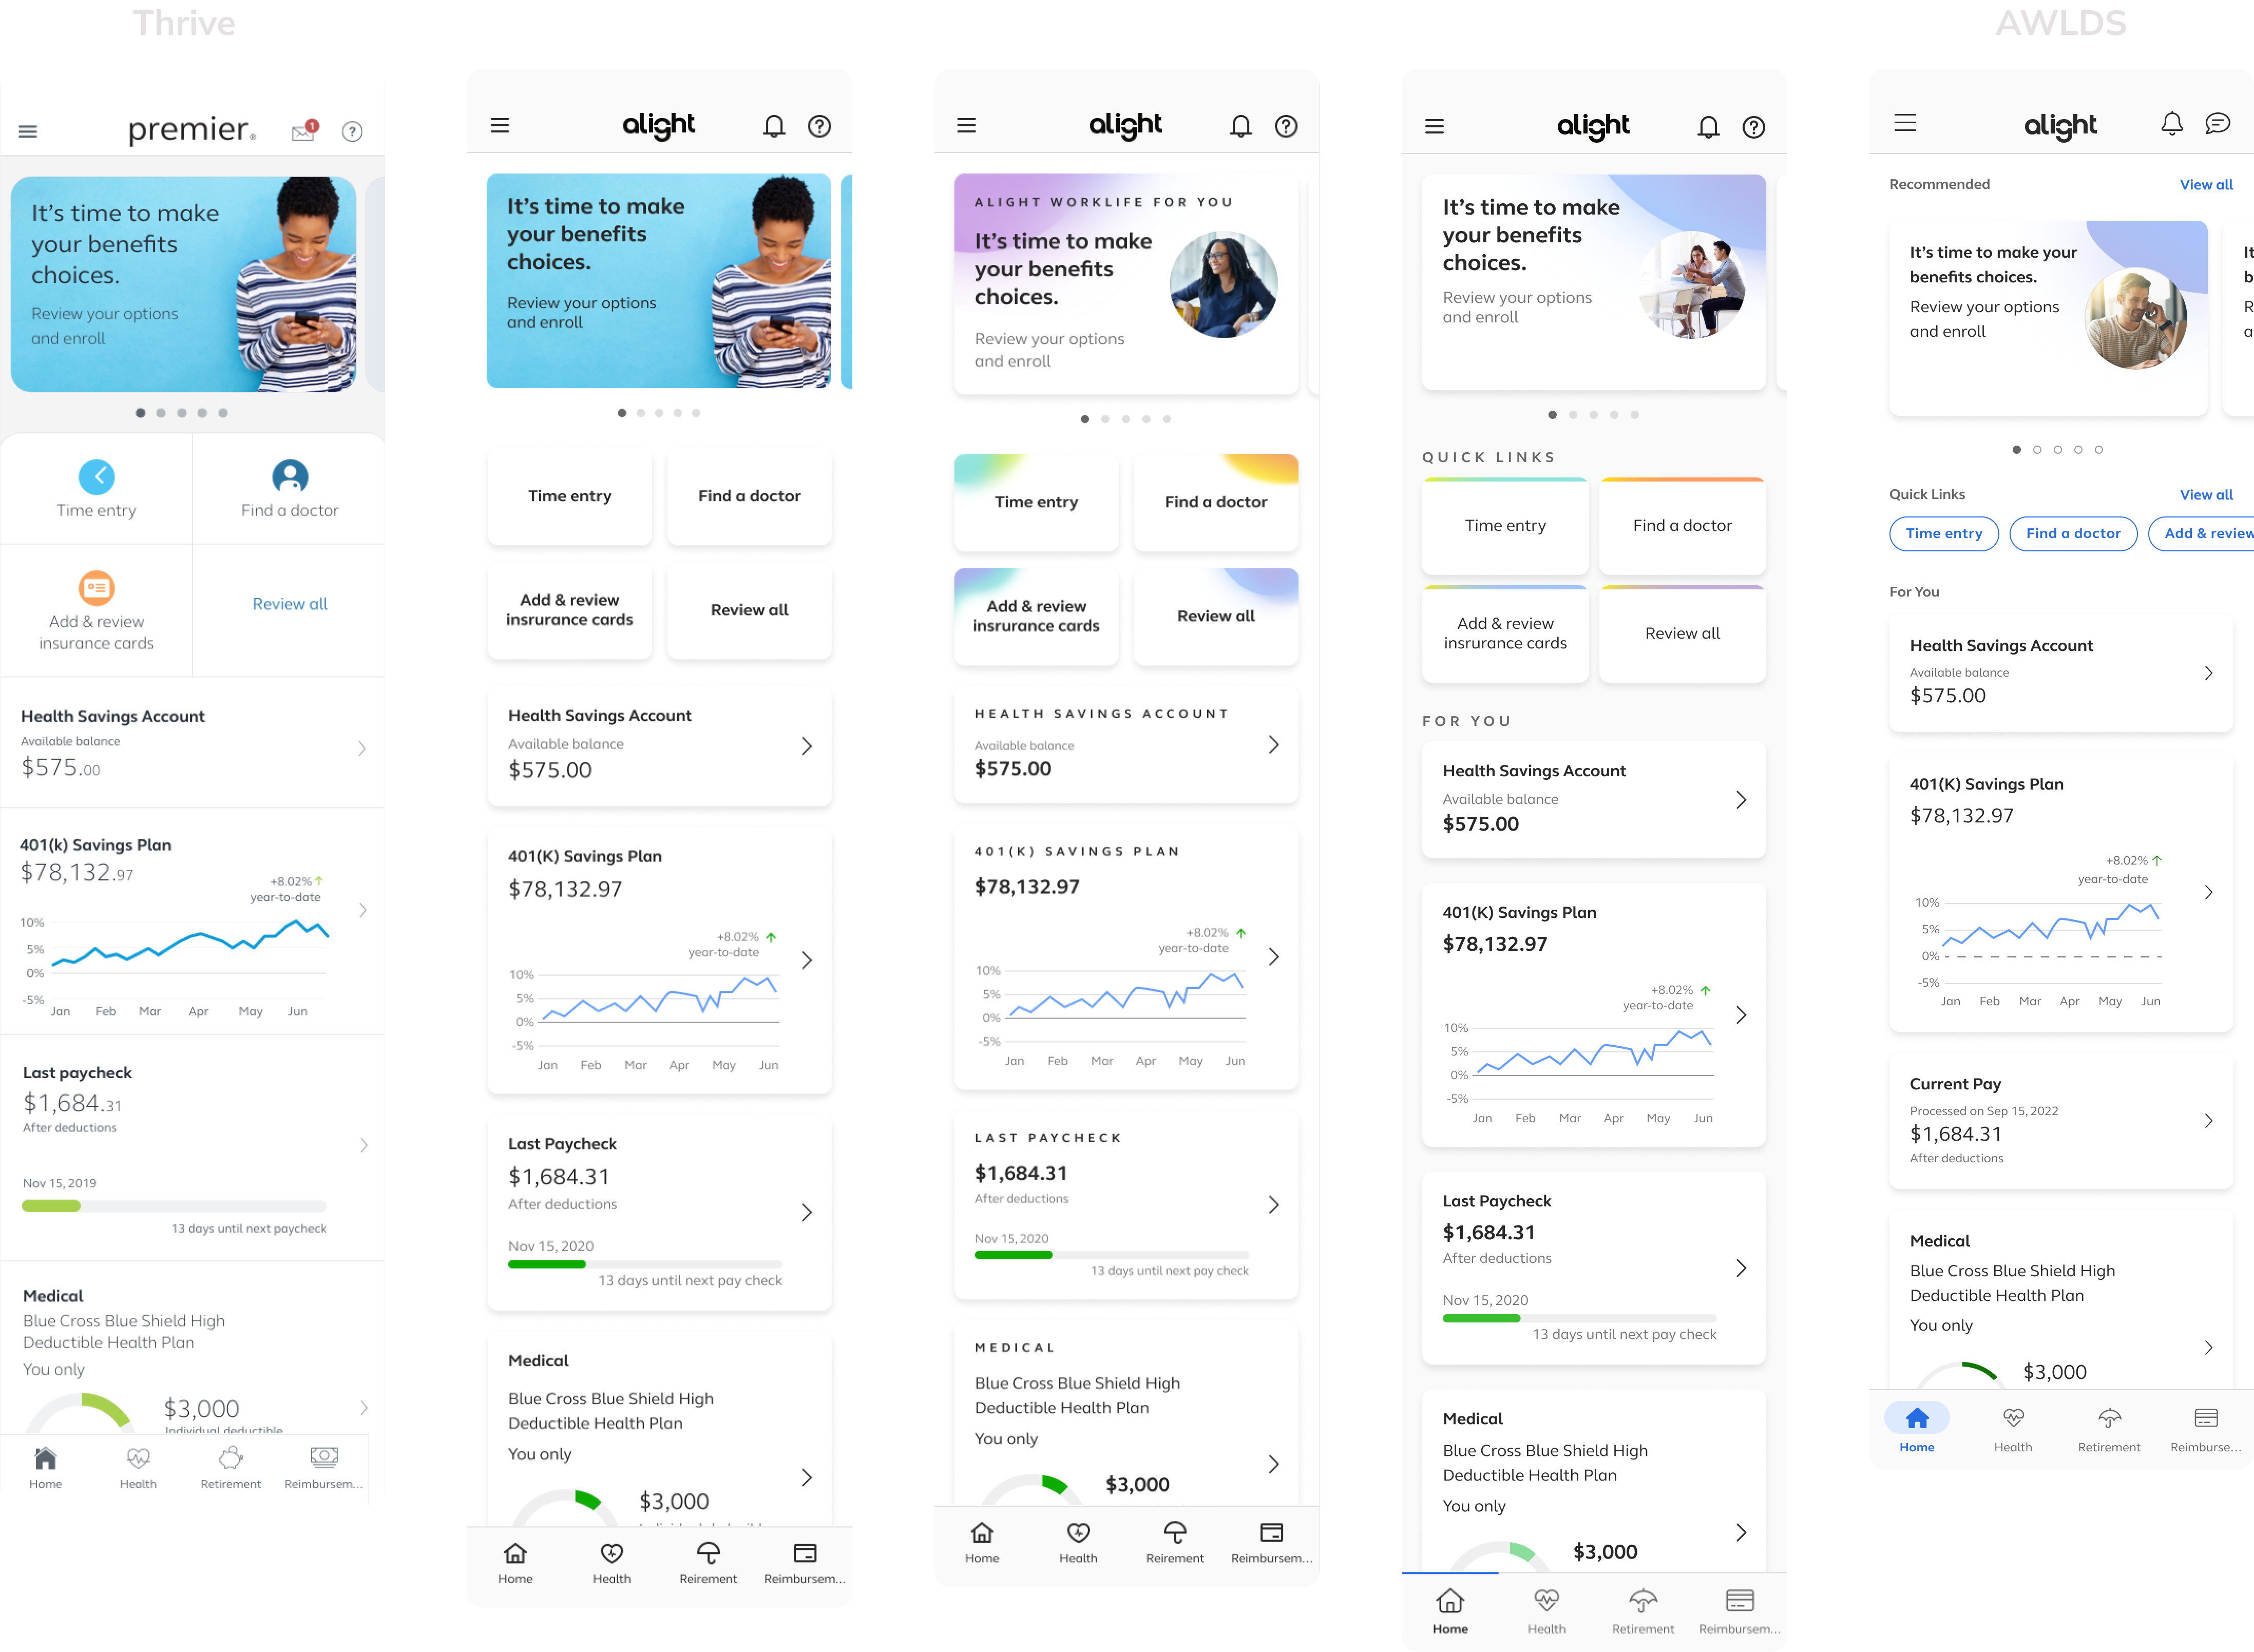 Thrive
AWLDS
premier
1
?
It's time to make
your benefits
choices.
Review your options
and enroll
Time entry
Find a doctor
Add & review
insurance cards
Review all
Health Savings Account
Available balance
$575.00
401(k) Savings Plan
$78,132.97
+8.02%
year-to-date
10%
5%
0%
-5%
Jan Feb Mar Apr May Jun
Last paycheck
$1,684.31
After deductions
Nov 15, 2019
13 days until next paycheck
Medical
Blue Cross Blue Shield High
Deductible Health Plan
You only
$3,000
Individual deductible
Home Health Retirement Reimbursem...
alight
?
It's time to make
your benefits
choices.
Review your options
and enroll
Time entry
Find a doctor
Add & review
insrurance cards
Review all
Health Savings Account
Available balance
$575.00
401(K) Savings Plan
$78,132.97
+8.02%
year-to-date
10%
5%
0%
-5%
Jan Feb Mar Apr May Jun
Last Paycheck
$1,684.31
After deductions
Nov 15, 2020
13 days until next pay check
Medical
Blue Cross Blue Shield High
Deductible Health Plan
You only
$3,000
Home Health Reirement Reimbursem...
alight
?
ALIGHT WORKLIFE FOR YOU
It's time to make
your benefits
choices.
Review your options
and enroll
Time entry
Find a doctor
Add & review
insrurance cards
Review all
HEALTH SAVINGS ACCOUNT
Available balance
$575.00
401(K) SAVINGS PLAN
$78,132.97
+8.02%
year-to-date
10%
5%
0%
-5%
Jan Feb Mar Apr May Jun
LAST PAYCHECK
$1,684.31
After deductions
Nov 15, 2020
13 days until next pay check
MEDICAL
Blue Cross Blue Shield High
Deductible Health Plan
You only
$3,000
Home Health Reirement Reimbursem...
alight
?
It's time to make
your benefits
choices.
Review your options
and enroll
QUICK LINKS
Time entry
Find a doctor
Add & review
insrurance cards
Review all
FOR YOU
Health Savings Account
Available balance
$575.00
401(K) Savings Plan
$78,132.97
+8.02%
year-to-date
10%
5%
0%
-5%
Jan Feb Mar Apr May Jun
Last Paycheck
$1,684.31
After deductions
Nov 15, 2020
13 days until next pay check
Medical
Blue Cross Blue Shield High
Deductible Health Plan
You only
$3,000
Home Health Retirement Reimbursem...
alight
Recommended View all
It's time to make your
benefits choices.
Review your options
and enroll
It
b
R
a
Quick Links View all
Time entry Find a doctor Add & review
For You
Health Savings Account
Available balance
$575.00
401(K) Savings Plan
$78,132.97
+8.02%
year-to-date
10%
5%
0%
-5%
Jan Feb Mar Apr May Jun
Current Pay
Processed on Sep 15, 2022
$1,684.31
After deductions
Medical
Blue Cross Blue Shield High
Deductible Health Plan
You only
$3,000
Home Health Retirement Reimburse...